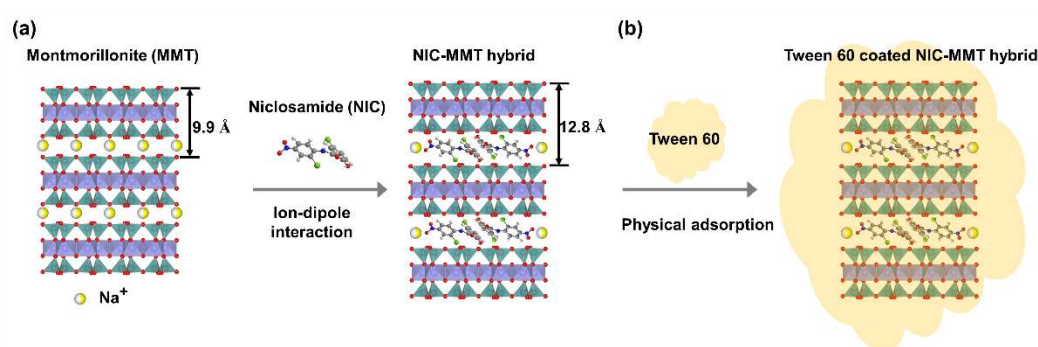 (a)
Montmorillonite (MMT)
9.9 Å
Na+
Niclosamide (NIC)
Ion-dipole
interaction
NIC-MMT hybrid
12.8 Å
(b)
Tween 60
Physical adsorption
Tween 60 coated NIC-MMT hybrid